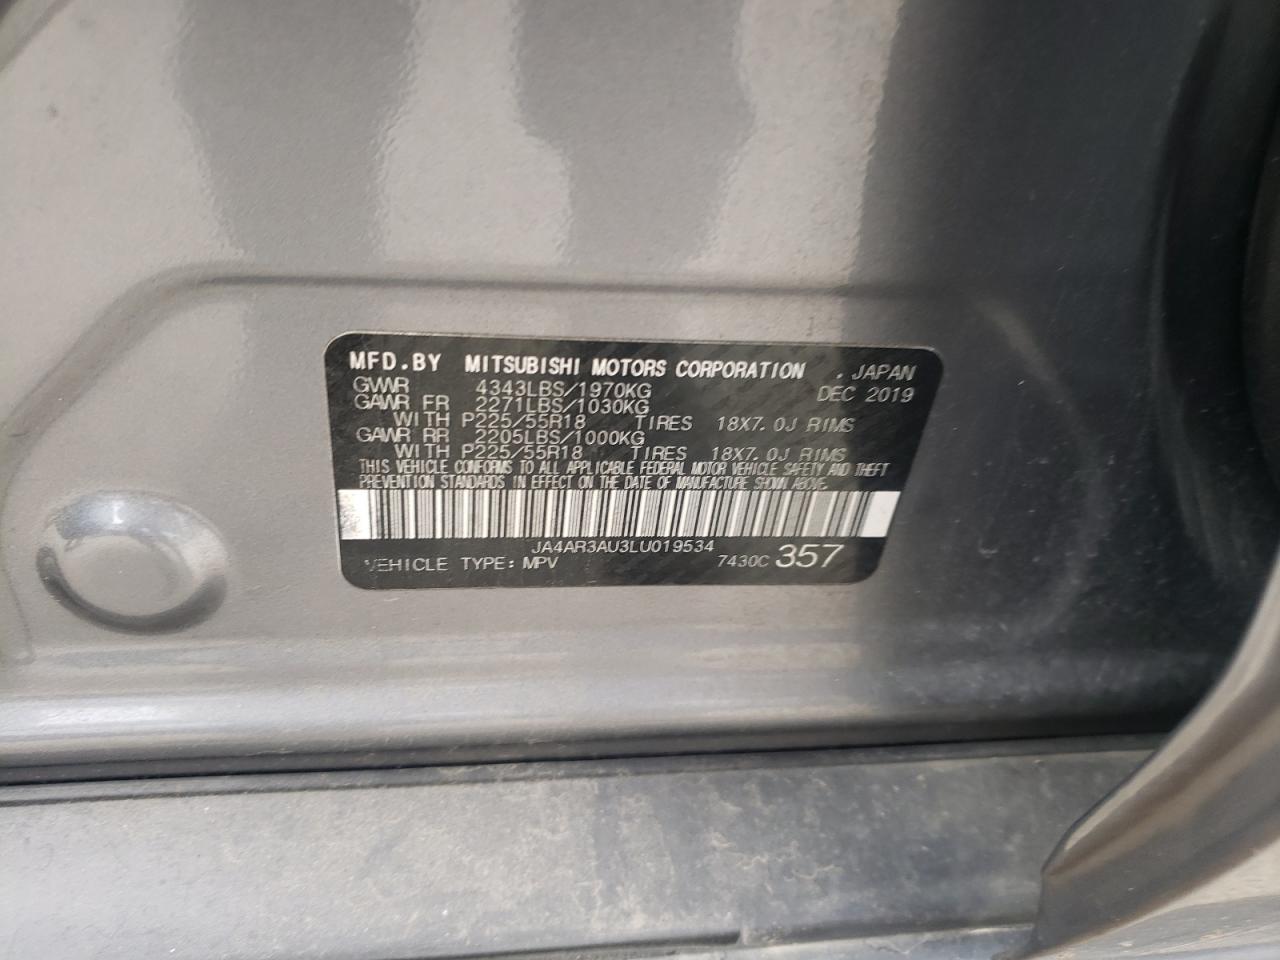 MFD.BY MITSUBISHI MOTORS CORPORATION . JAPAN
GVWR 4343LBS/1970KG DEC 2019
GAWR FR 2271LBS/1030KG
WITH P225/55R18 TIRES 18X7.0J RIMS
GAWR RR 2205LBS/1000KG
WITH P225/55R18 TIRES 18X7.0J RIMS
THIS VEHICLE CONFORMS TO ALL APPLICABLE FEDERAL MOTOR VEHICLE SAFETY AND THEFT
PREVENTION STANDARDS IN EFFECT ON THE DATE OF MANUFACTURE SHOWN ABOVE.
JA4AR3AU3LU019534
VEHICLE TYPE: MPV 7430C 357